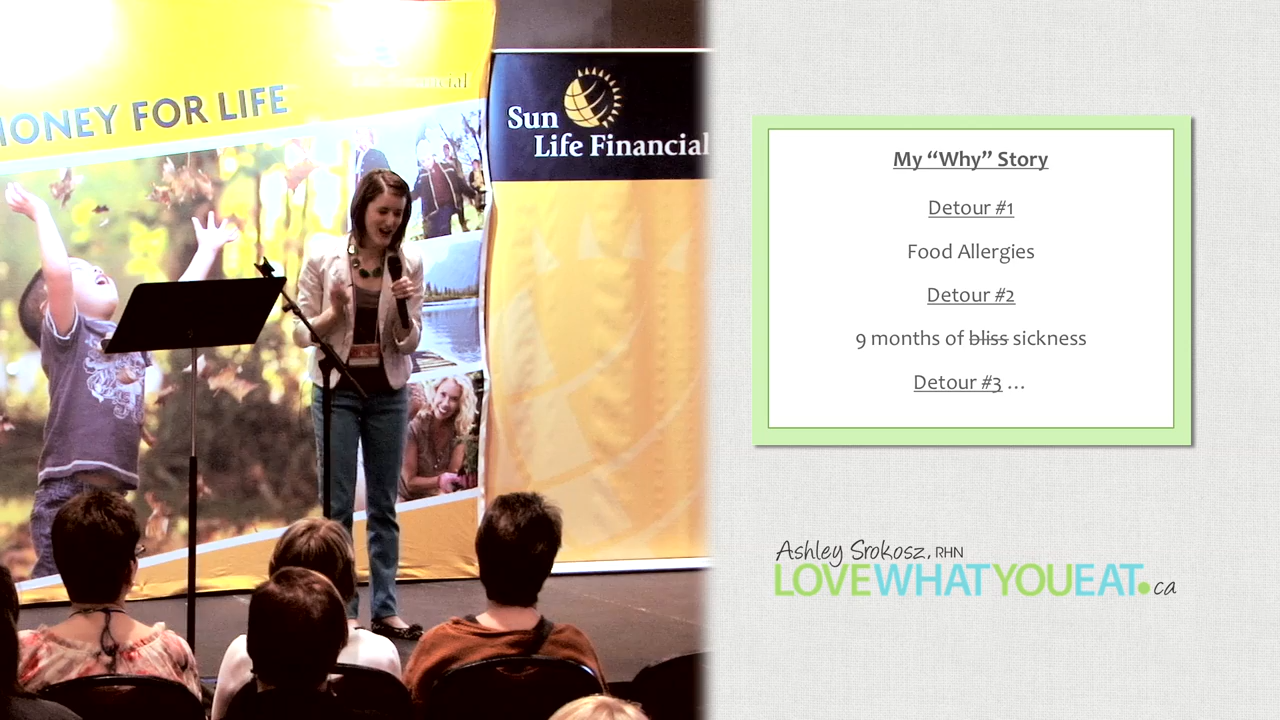 MONEY FOR LIFE
Life Financial
Sun
Life Financial
My “Why” Story
Detour #1
Food Allergies
Detour #2
9 months of bliss sickness
Detour #3 ...
Ashley Srokosz, RHN
LOVEWHATYOUEAT.ca